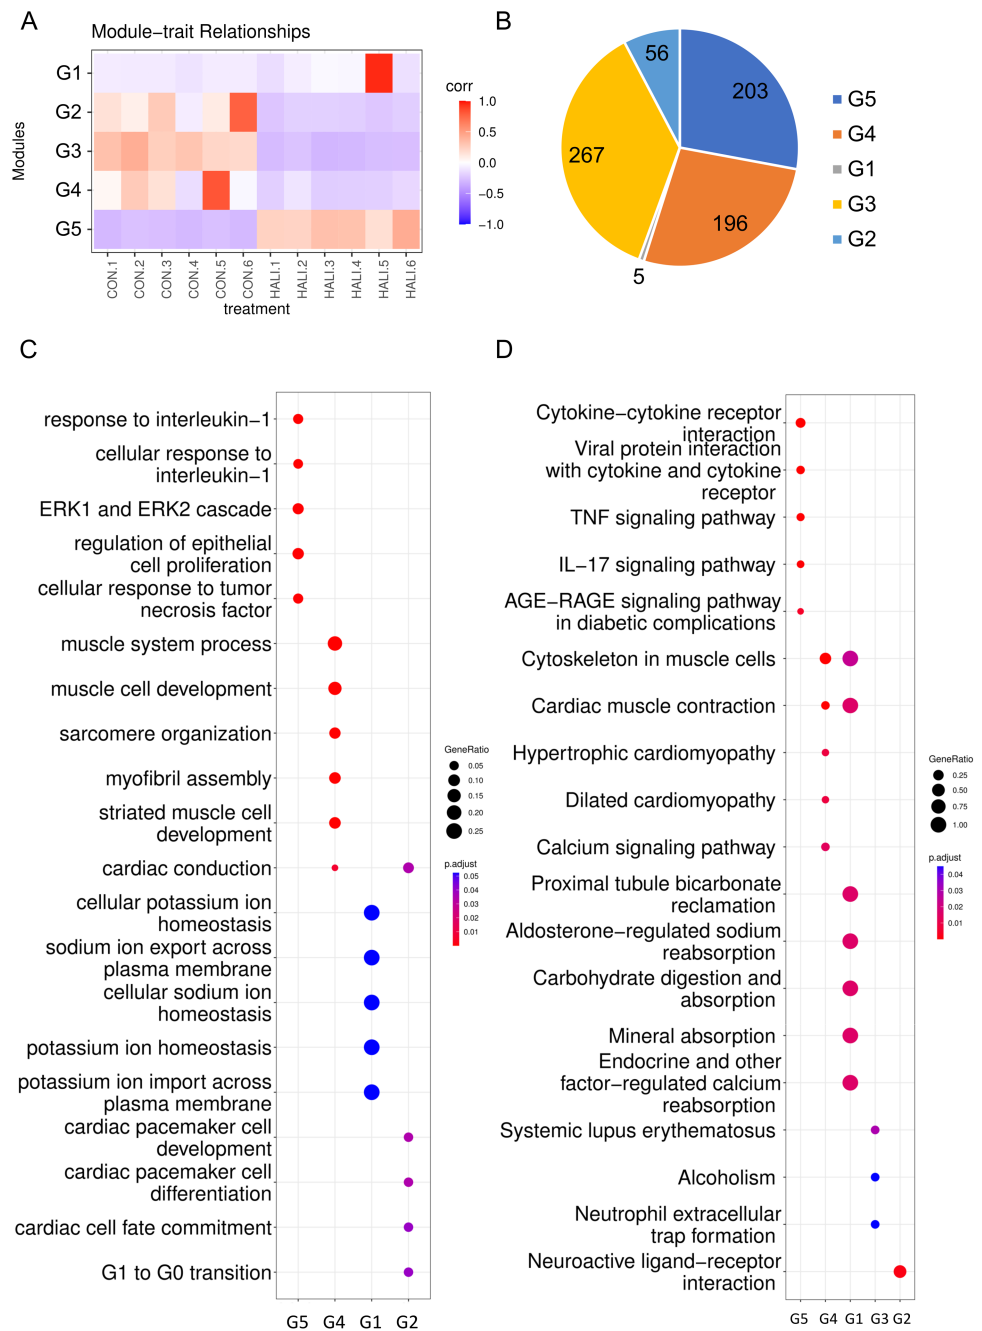 A
Module−trait Relationships
Modules
G1
G2
G3
G4
G5
CON.1
CON.2
CON.3
CON.4
CON.5
CON.6
HALI.1
HALI.2
HALI.3
HALI.4
HALI.5
HALI.6
treatment
corr
1.0
0.5
0.0
−0.5
−1.0
B
56
203
267
196
5
G5
G4
G1
G3
G2
C
response to interleukin−1
cellular response to
interleukin−1
ERK1 and ERK2 cascade
regulation of epithelial
cell proliferation
cellular response to tumor
necrosis factor
muscle system process
muscle cell development
sarcomere organization
myofibril assembly
striated muscle cell
development
cardiac conduction
cellular potassium ion
homeostasis
sodium ion export across
plasma membrane
cellular sodium ion
homeostasis
potassium ion homeostasis
potassium ion import across
plasma membrane
cardiac pacemaker cell
development
cardiac pacemaker cell
differentiation
cardiac cell fate commitment
G1 to G0 transition
G5 G4 G1 G2
GeneRatio
0.05
0.10
0.15
0.20
0.25
p.adjust
0.05
0.04
0.03
0.02
0.01
D
Cytokine−cytokine receptor
interaction
Viral protein interaction
with cytokine and cytokine
receptor
TNF signaling pathway
IL−17 signaling pathway
AGE−RAGE signaling pathway
in diabetic complications
Cytoskeleton in muscle cells
Cardiac muscle contraction
Hypertrophic cardiomyopathy
Dilated cardiomyopathy
Calcium signaling pathway
Proximal tubule bicarbonate
reclamation
Aldosterone−regulated sodium
reabsorption
Carbohydrate digestion and
absorption
Mineral absorption
Endocrine and other
factor−regulated calcium
reabsorption
Systemic lupus erythematosus
Alcoholism
Neutrophil extracellular
trap formation
Neuroactive ligand−receptor
interaction
G5 G4 G1 G3 G2
GeneRatio
0.25
0.50
0.75
1.00
p.adjust
0.04
0.03
0.02
0.01